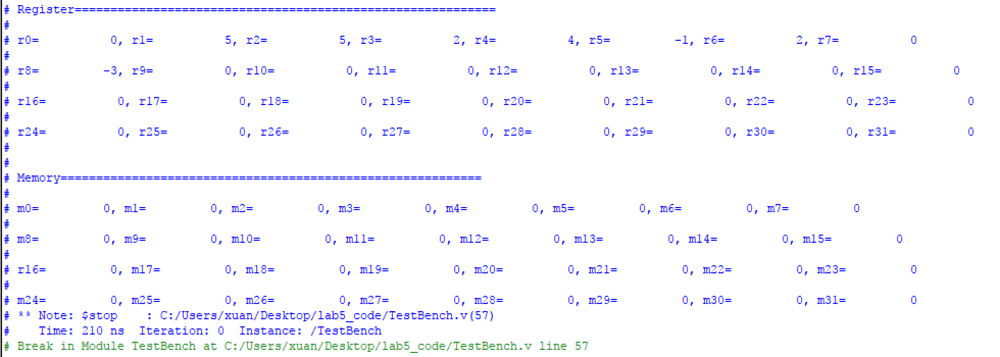 # Register===========================================================
#
# r0=          0, r1=          5, r2=          5, r3=          2, r4=          4, r5=         -1, r6=          2, r7=          0
#
# r8=         -3, r9=          0, r10=          0, r11=          0, r12=          0, r13=          0, r14=          0, r15=          0
#
# r16=          0, r17=          0, r18=          0, r19=          0, r20=          0, r21=          0, r22=          0, r23=          0
#
# r24=          0, r25=          0, r26=          0, r27=          0, r28=          0, r29=          0, r30=          0, r31=          0
#
#
# Memory===========================================================
#
# m0=         0, m1=         0, m2=         0, m3=         0, m4=         0, m5=         0, m6=         0, m7=         0
#
# m8=         0, m9=         0, m10=         0, m11=         0, m12=         0, m13=         0, m14=         0, m15=         0
#
# r16=         0, m17=         0, m18=         0, m19=         0, m20=         0, m21=         0, m22=         0, m23=         0
#
# m24=         0, m25=         0, m26=         0, m27=         0, m28=         0, m29=         0, m30=         0, m31=         0
# ** Note: $stop    : C:/Users/xuan/Desktop/lab5_code/TestBench.v(57)
#    Time: 210 ns  Iteration: 0  Instance: /TestBench
# Break in Module TestBench at C:/Users/xuan/Desktop/lab5_code/TestBench.v line 57